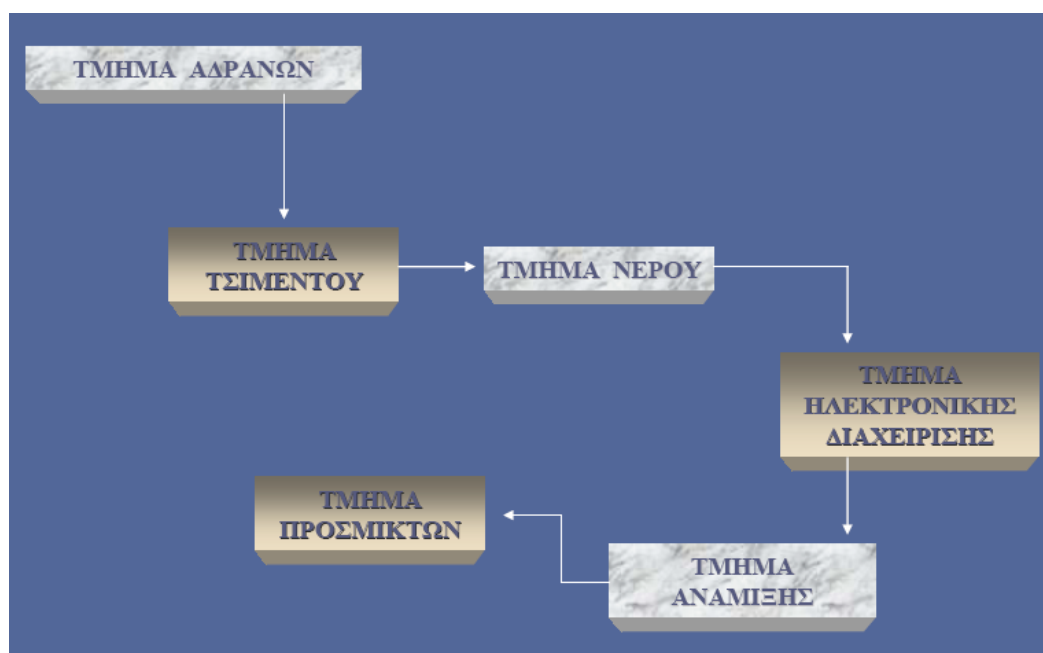 ΤΜΗΜΑ ΑΔΡΑΝΩΝ
ΤΜΗΜΑ
ΤΣΙΜΕΝΤΟΥ
ΤΜΗΜΑ ΝΕΡΟΥ
ΤΜΗΜΑ
ΗΛΕΚΤΡΟΝΙΚΗΣ
ΔΙΑΧΕΙΡΙΣΗΣ
ΤΜΗΜΑ
ΑΝΑΜΙΞΗΣ
ΤΜΗΜΑ
ΠΡΟΣΜΙΚΤΩΝ